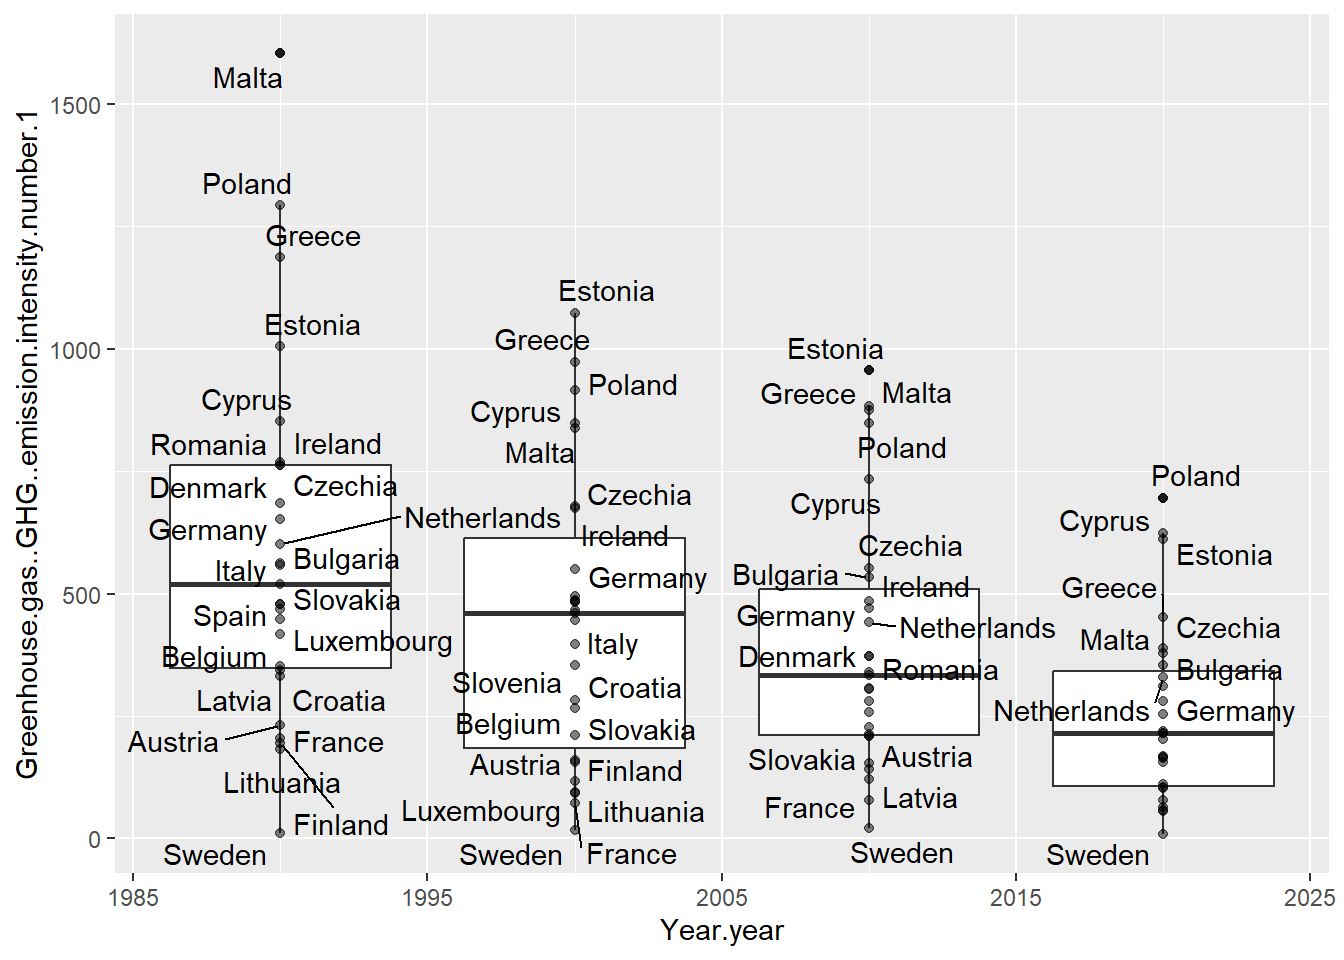 Greenhouse.gas..GHG..emission.intensity.number.1
1500
1000
500
0
Malta
Poland
Greece
Estonia
Cyprus
Romania
Ireland
Denmark
Czechia
Germany
Netherlands
Italy
Bulgaria
Spain
Slovakia
Belgium
Luxembourg
Latvia
Croatia
Austria
France
Lithuania
Finland
Sweden
Estonia
Greece
Poland
Cyprus
Malta
Czechia
Ireland
Germany
Italy
Slovenia
Croatia
Belgium
Slovakia
Austria
Finland
Luxembourg
Lithuania
Sweden
France
Estonia
Greece
Malta
Poland
Cyprus
Czechia
Bulgaria
Ireland
Germany
Netherlands
Denmark
Romania
Slovakia
Austria
France
Latvia
Sweden
Poland
Cyprus
Estonia
Greece
Czechia
Malta
Bulgaria
Netherlands
Germany
Sweden
1985
1995
2005
2015
2025
Year.year